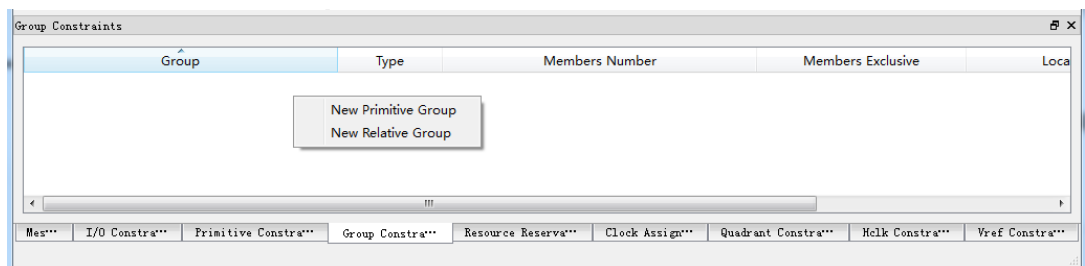 Group Constraints
Group Type Members Number Members Exclusive Loca
New Primitive Group
New Relative Group
Mes··· I/O Constra··· Primitive Constra··· Group Constra··· Resource Reserva··· Clock Assign··· Quadrant Constra··· Hclk Constra··· Vref Constra···